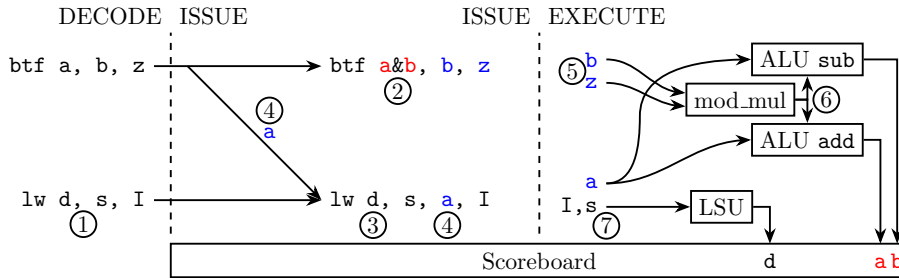 DECODE ISSUE ISSUE EXECUTE
btf a, b, z btf a&b, b, z b ALU sub
5 z
2 mod_mul 6
4
a ALU add
a
lw d, s, I lw d, s, a, I I,s LSU
1 3 4 7
Scoreboard d a b